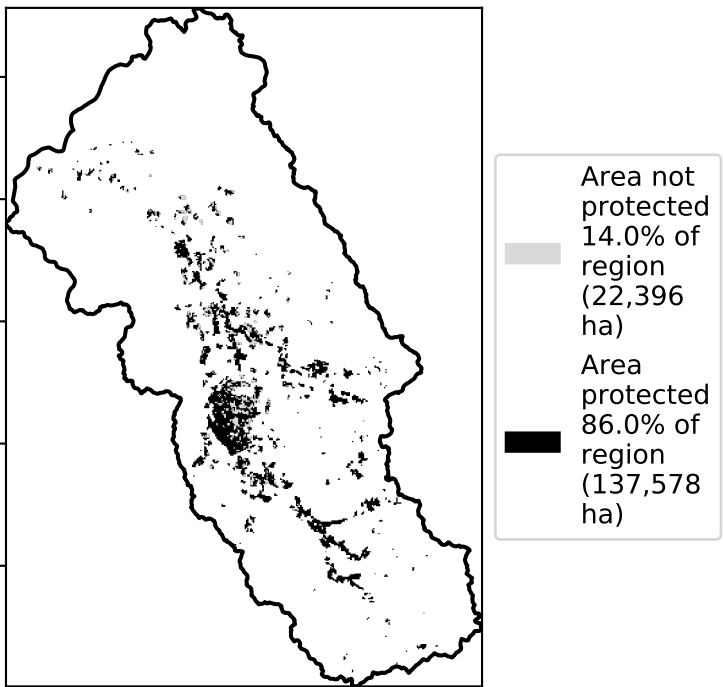 Area not
protected
14.0% of
region
(22,396
ha)
Area
protected
86.0% of
region
(137,578
ha)